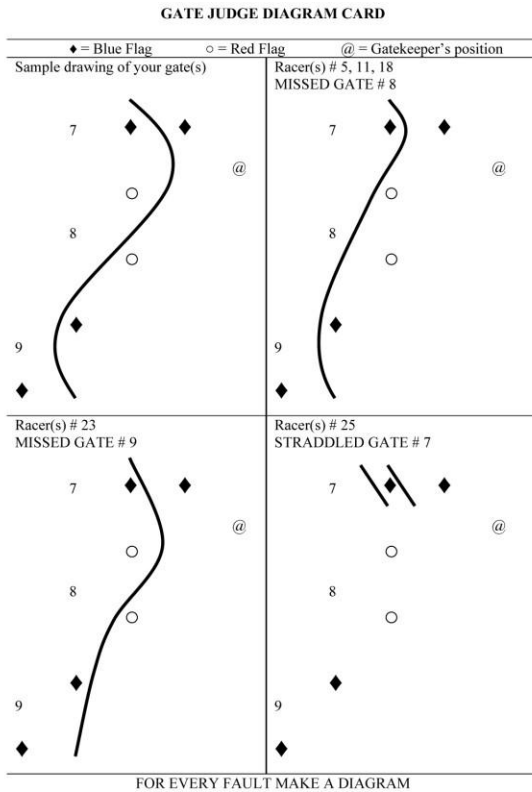 GATE JUDGE DIAGRAM CARD
♦ = Blue Flag ○ = Red Flag @ = Gatekeeper's position
Sample drawing of your gate(s)
7
@
8
9
Racer(s) # 5, 11, 18
MISSED GATE # 8
7
@
8
9
Racer(s) # 23
MISSED GATE # 9
7
@
8
9
Racer(s) # 25
STRADDLED GATE # 7
7
@
8
9
FOR EVERY FAULT MAKE A DIAGRAM